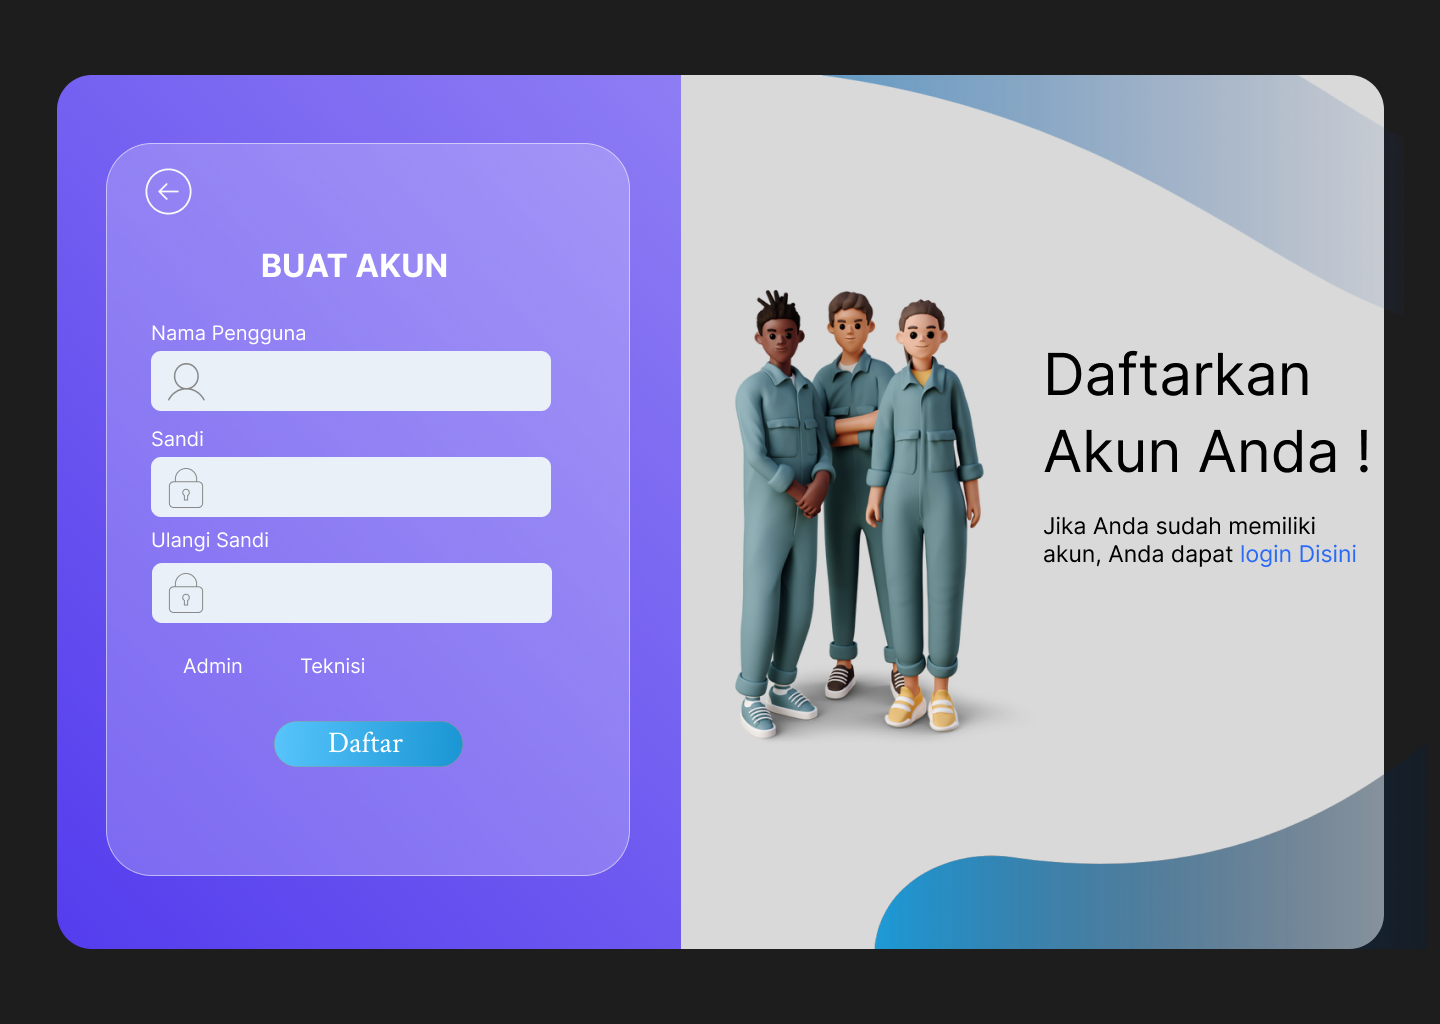 BUAT AKUN
Nama Pengguna
Sandi
Ulangi Sandi
Admin
Teknisi
Daftar
Daftarkan
Akun Anda !
Jika Anda sudah memiliki
akun, Anda dapat login Disini